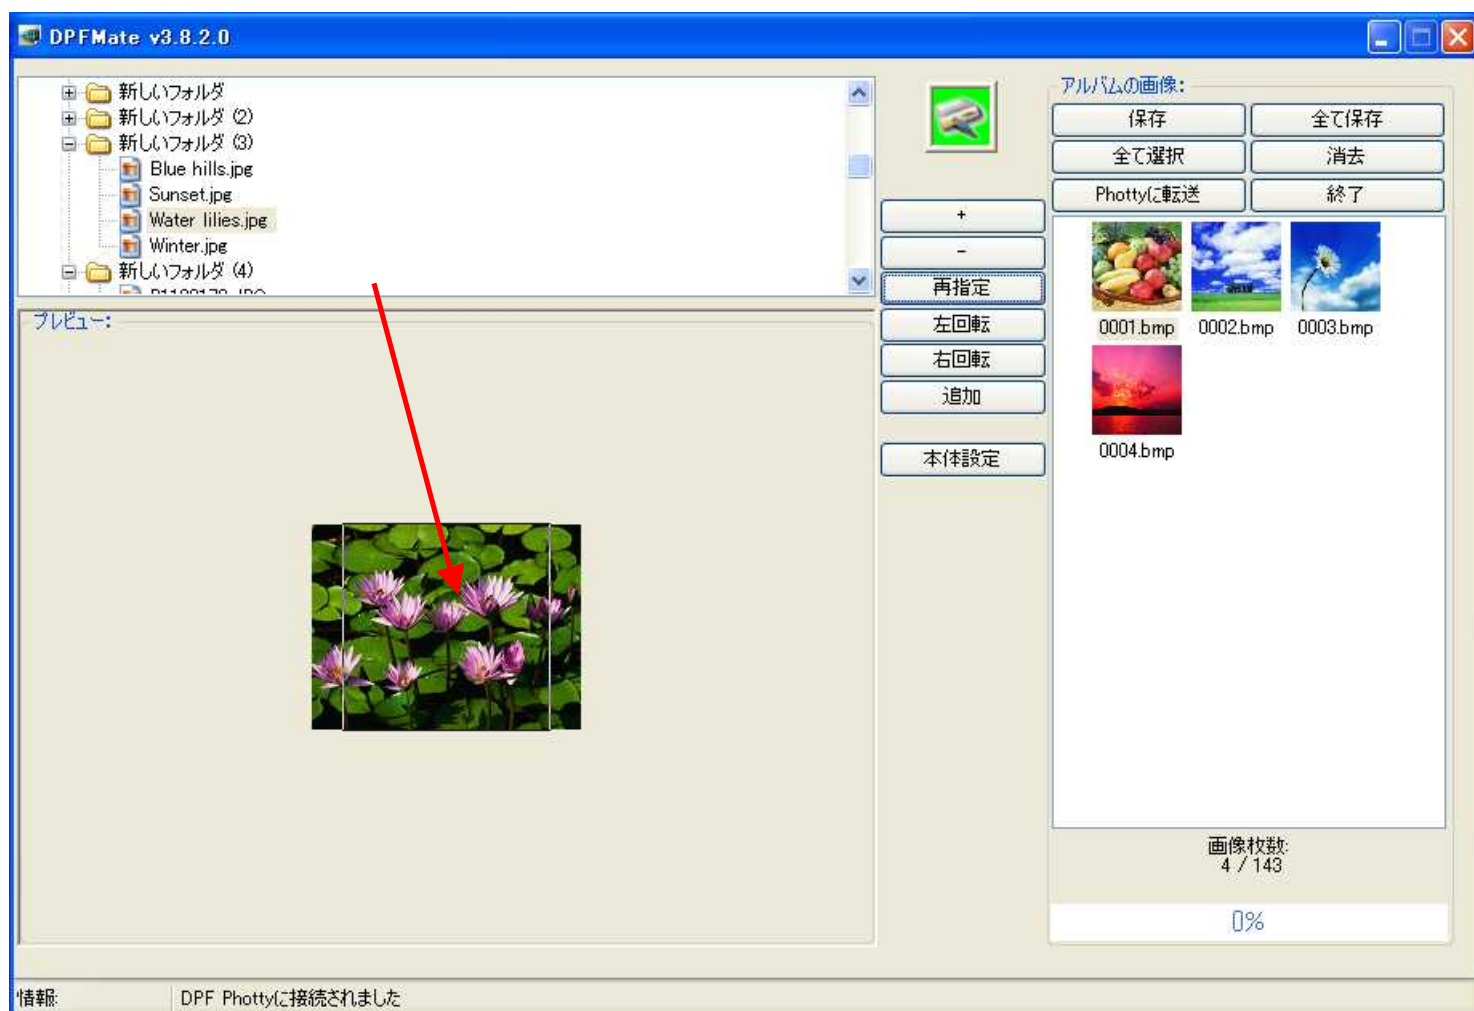 DPFMate v3.8.2.0
新しいフォルダ
新しいフォルダ (2)
新しいフォルダ (3)
Blue hills.jpg
Sunset.jpg
Water lilies.jpg
Winter.jpg
新しいフォルダ (4)
プレビュー:
+
-
再指定
左回転
右回転
追加
本体設定
アルバムの画像:
保存
全て保存
全て選択
消去
Phottyに転送
終了
0001.bmp
0002.bmp
0003.bmp
0004.bmp
画像枚数:
4 / 143
0%
情報:
DPF Phottyに接続されました